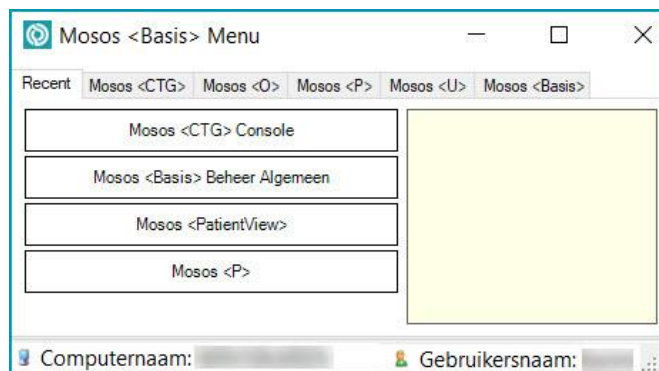 Mosos <Basis> Menu
Recent Mosos <CTG> Mosos <O> Mosos <P> Mosos <U> Mosos <Basis>
Mosos <CTG> Console
Mosos <Basis> Beheer Algemeen
Mosos <PatientView>
Mosos <P>
Computernaam: Gebruikersnaam: